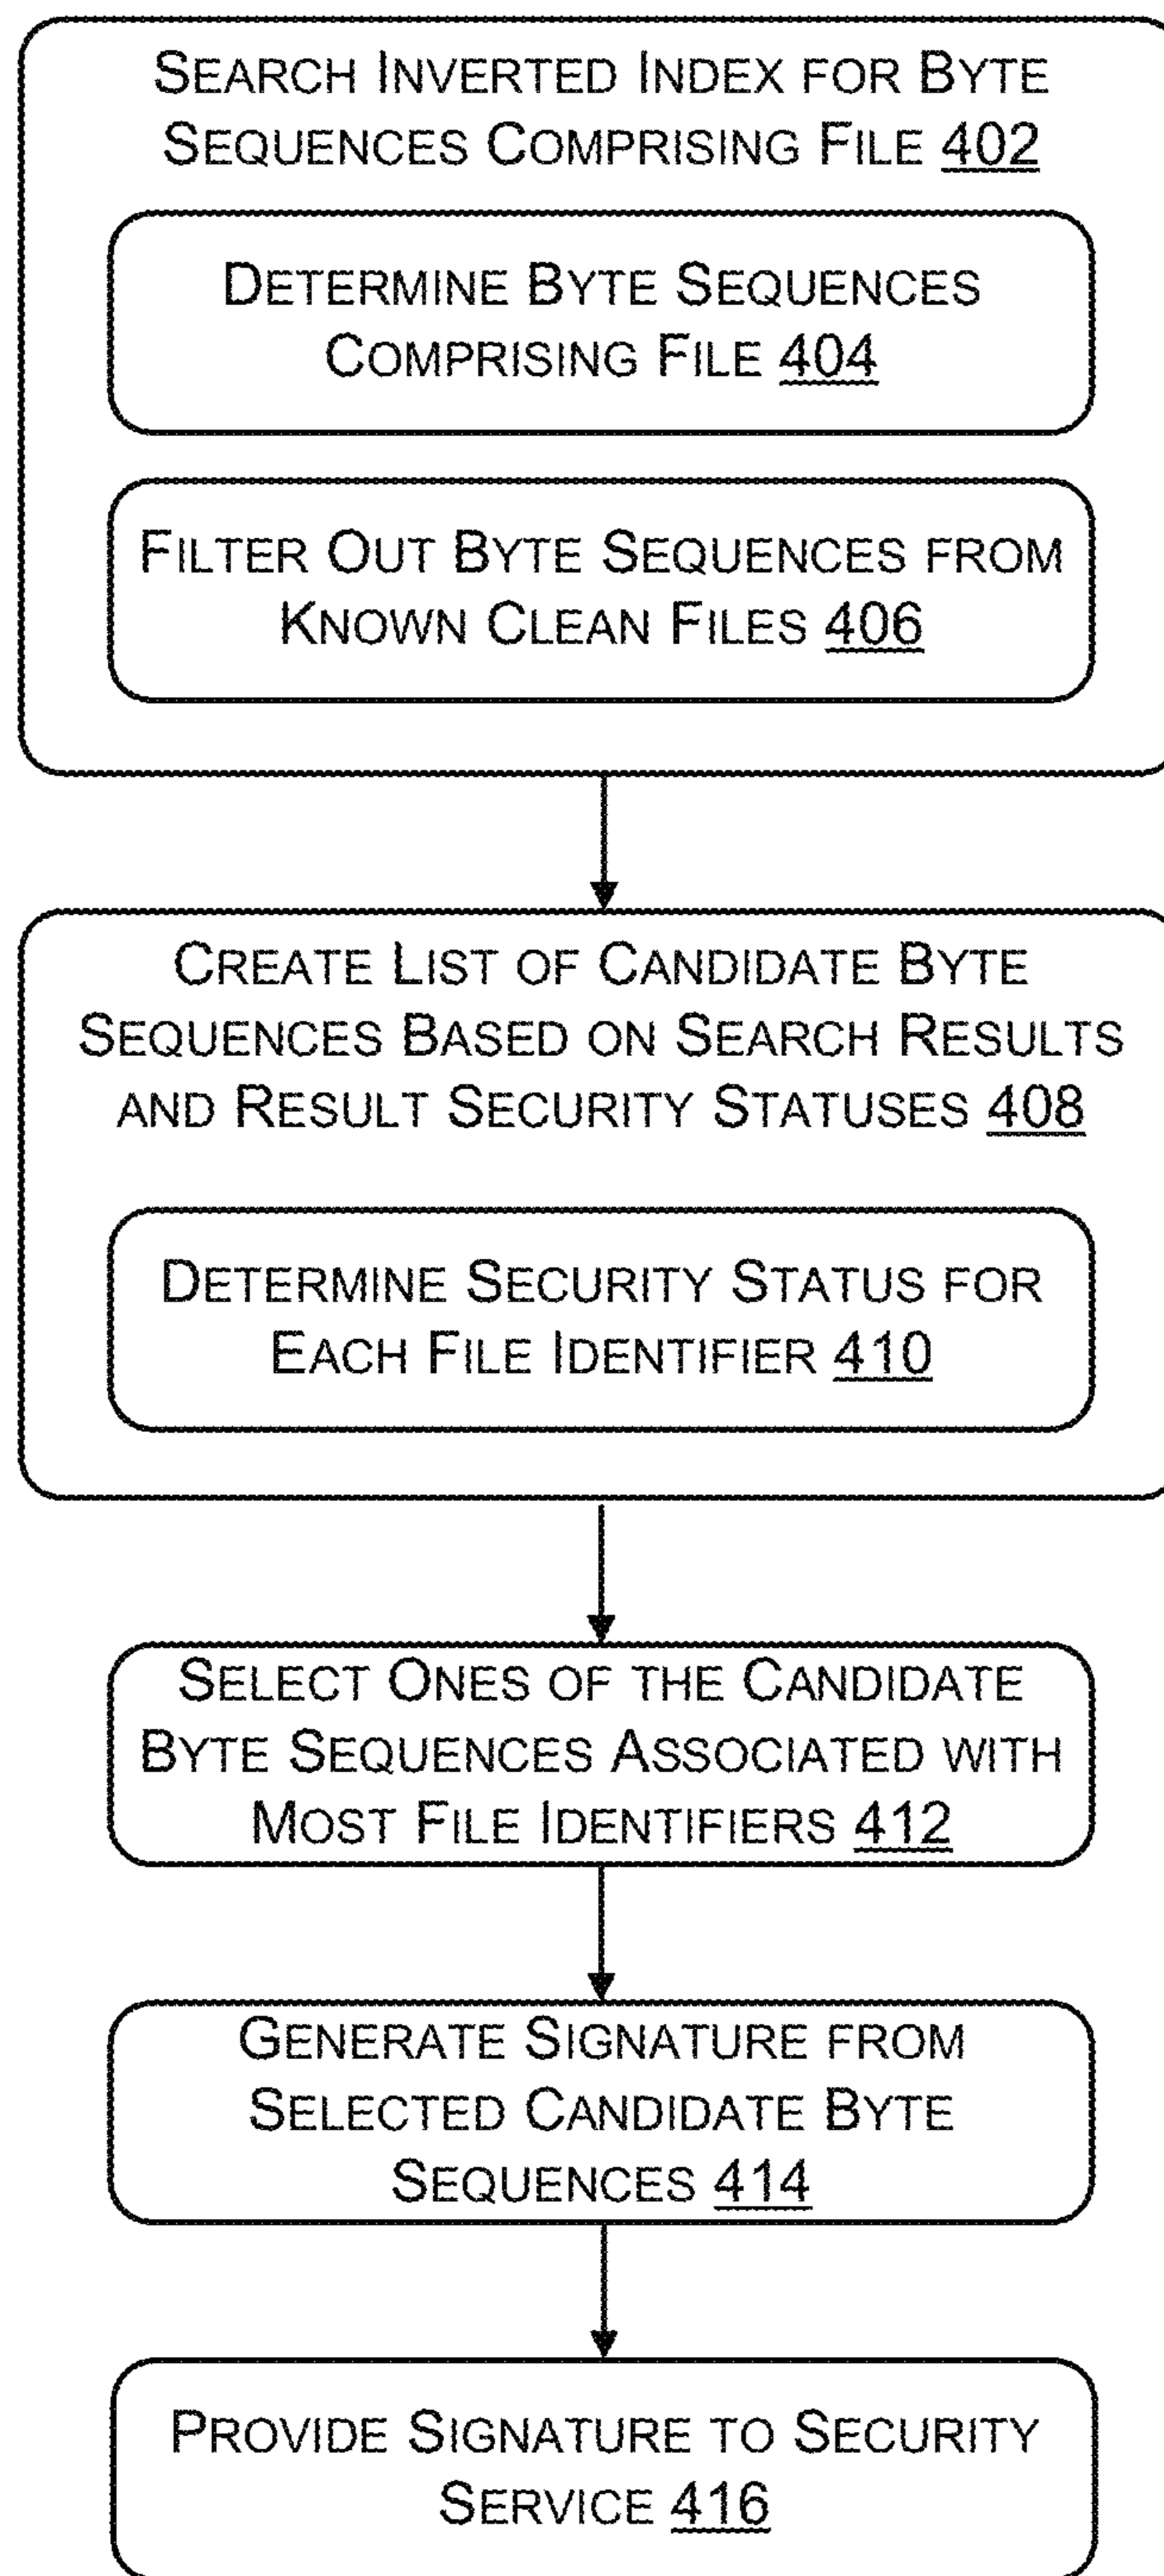 SEARCH INVERTED INDEX FOR BYTE
SEQUENCES COMPRISING FILE 402
DETERMINE BYTE SEQUENCES
COMPRISING FILE 404
FILTER OUT BYTE SEQUENCES FROM
KNOWN CLEAN FILES 406
CREATE LIST OF CANDIDATE BYTE
SEQUENCES BASED ON SEARCH RESULTS
AND RESULT SECURITY STATUSES 408
DETERMINE SECURITY STATUS FOR
EACH FILE IDENTIFIER 410
SELECT ONES OF THE CANDIDATE
BYTE SEQUENCES ASSOCIATED WITH
MOST FILE IDENTIFIERS 412
GENERATE SIGNATURE FROM
SELECTED CANDIDATE BYTE
SEQUENCES 414
PROVIDE SIGNATURE TO SECURITY
SERVICE 416